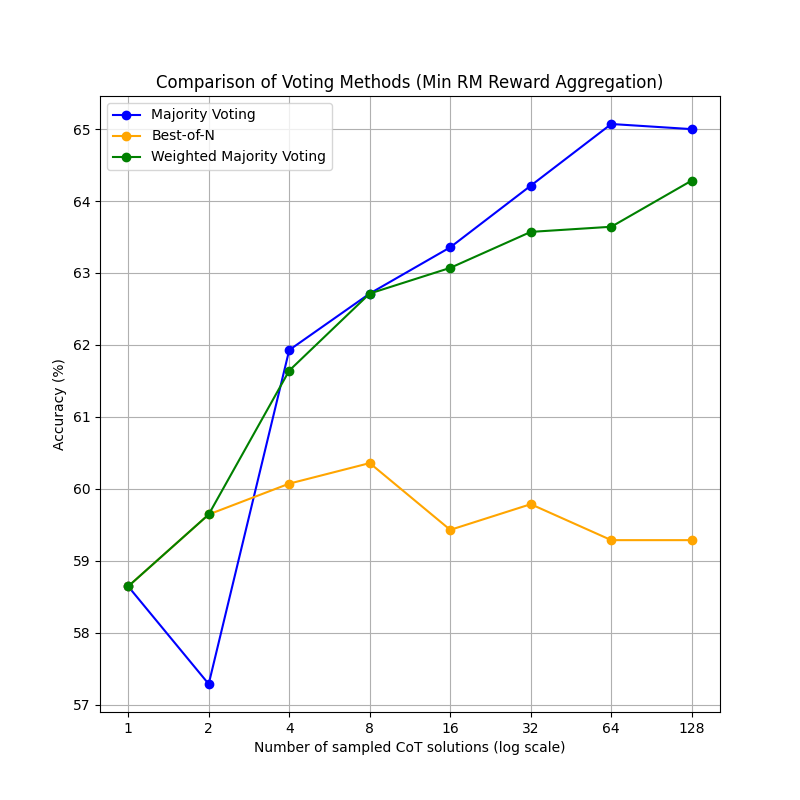 Comparison of Voting Methods (Min RM Reward Aggregation)
Majority Voting
Best-of-N
Weighted Majority Voting
65
64
63
62
61
60
59
58
57
Accuracy (%)
1 2 4 8 16 32 64 128
Number of sampled CoT solutions (log scale)